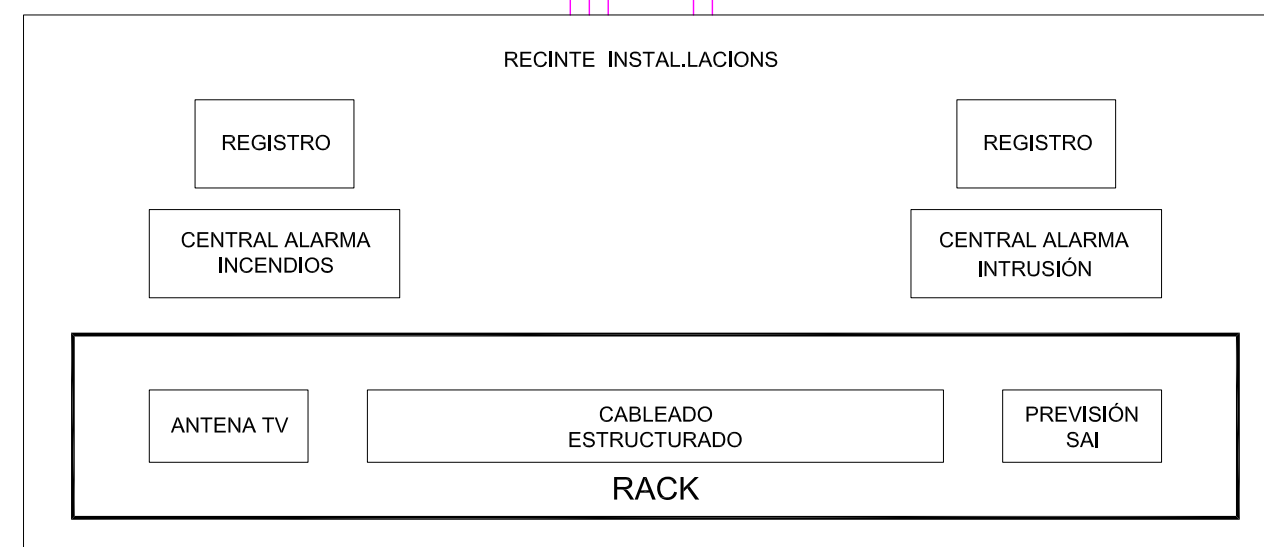 RECINTE INSTAL.LACIONS
REGISTRO
REGISTRO
CENTRAL ALARMA
INCENDIOS
CENTRAL ALARMA
INTRUSIÓN
ANTENA TV
CABLEADO
ESTRUCTURADO
PREVISIÓN
SAI
RACK